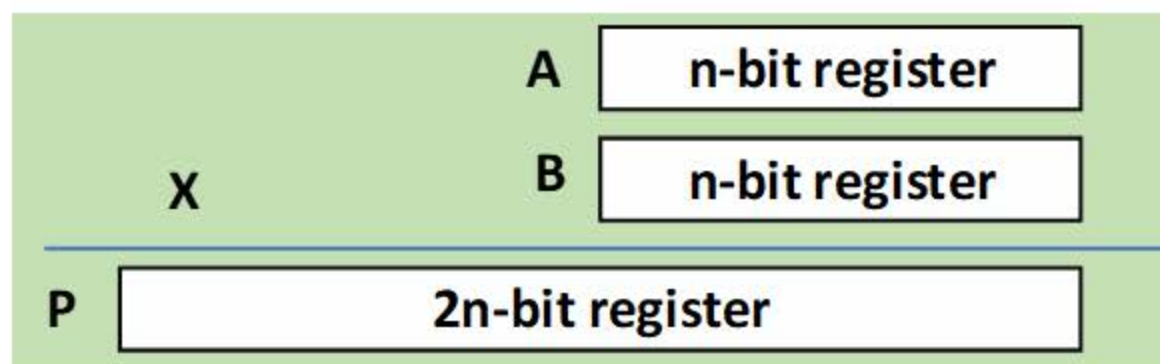 A n-bit register
X B n-bit register
P 2n-bit register